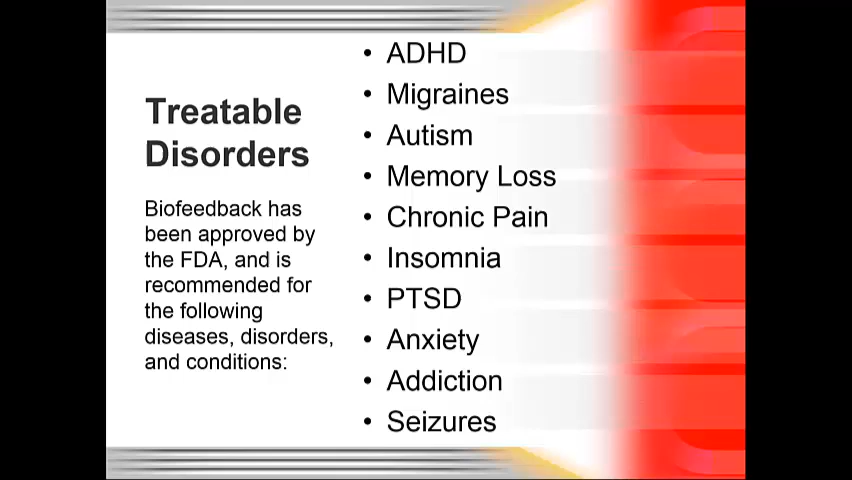 Treatable
Disorders
Biofeedback has
been approved by
the FDA, and is
recommended for
the following
diseases, disorders,
and conditions:
• ADHD
• Migraines
• Autism
• Memory Loss
• Chronic Pain
• Insomnia
• PTSD
• Anxiety
• Addiction
• Seizures